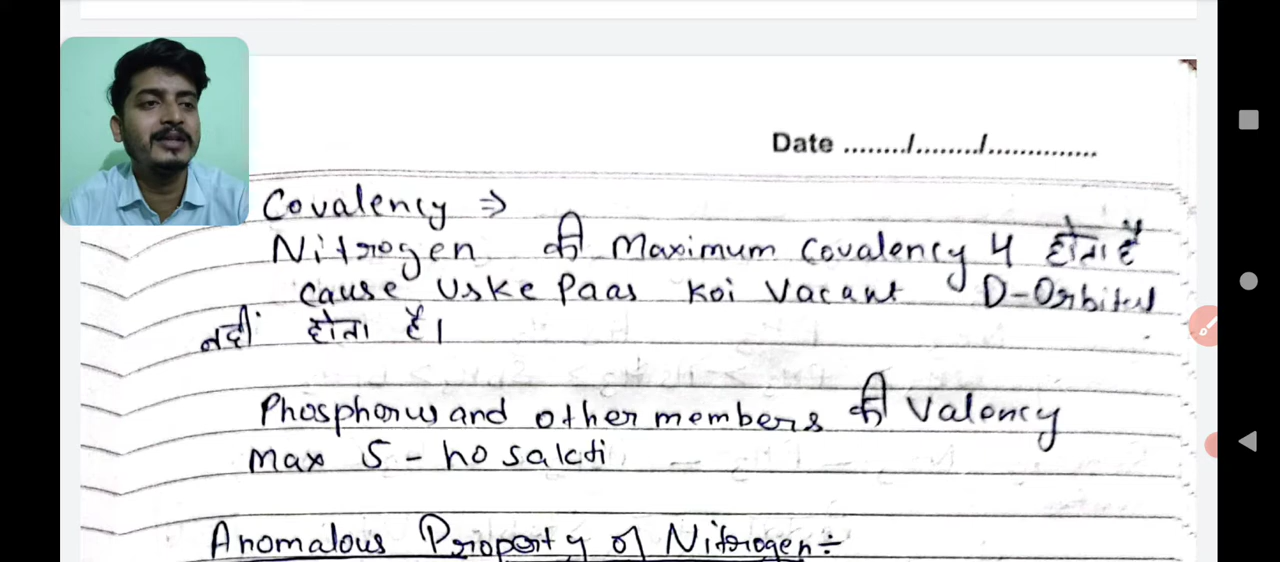 Date ......../......../.............
Covalency ⇒
Nitrogen की Maximum Covalency 4 होता है
cause uske paas koi vacant D-Orbital
नहीं होता है।
Phosphorus and other members की Valency
max 5 - ho sakti
Anomalous Property of Nitrogen ÷